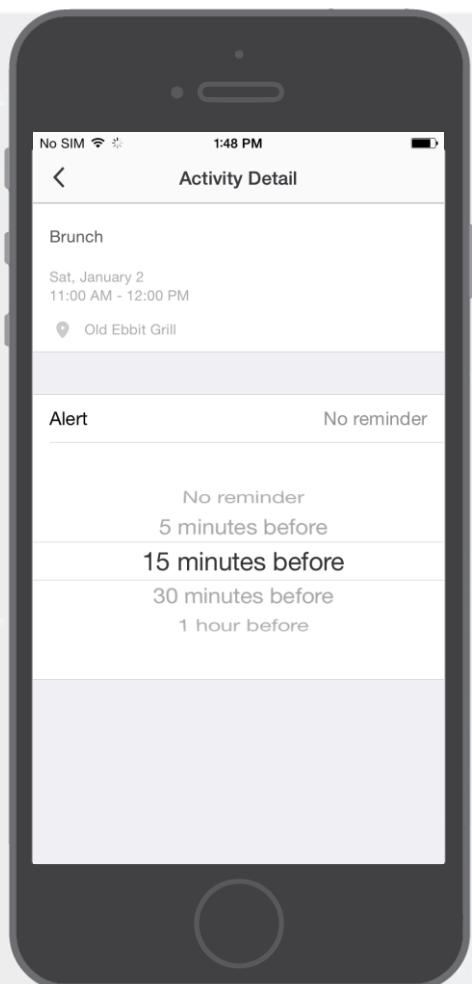 No SIM 1:48 PM
Activity Detail
Brunch
Sat, January 2
11:00 AM - 12:00 PM
Old Ebbit Grill
Alert No reminder
No reminder
5 minutes before
15 minutes before
30 minutes before
1 hour before